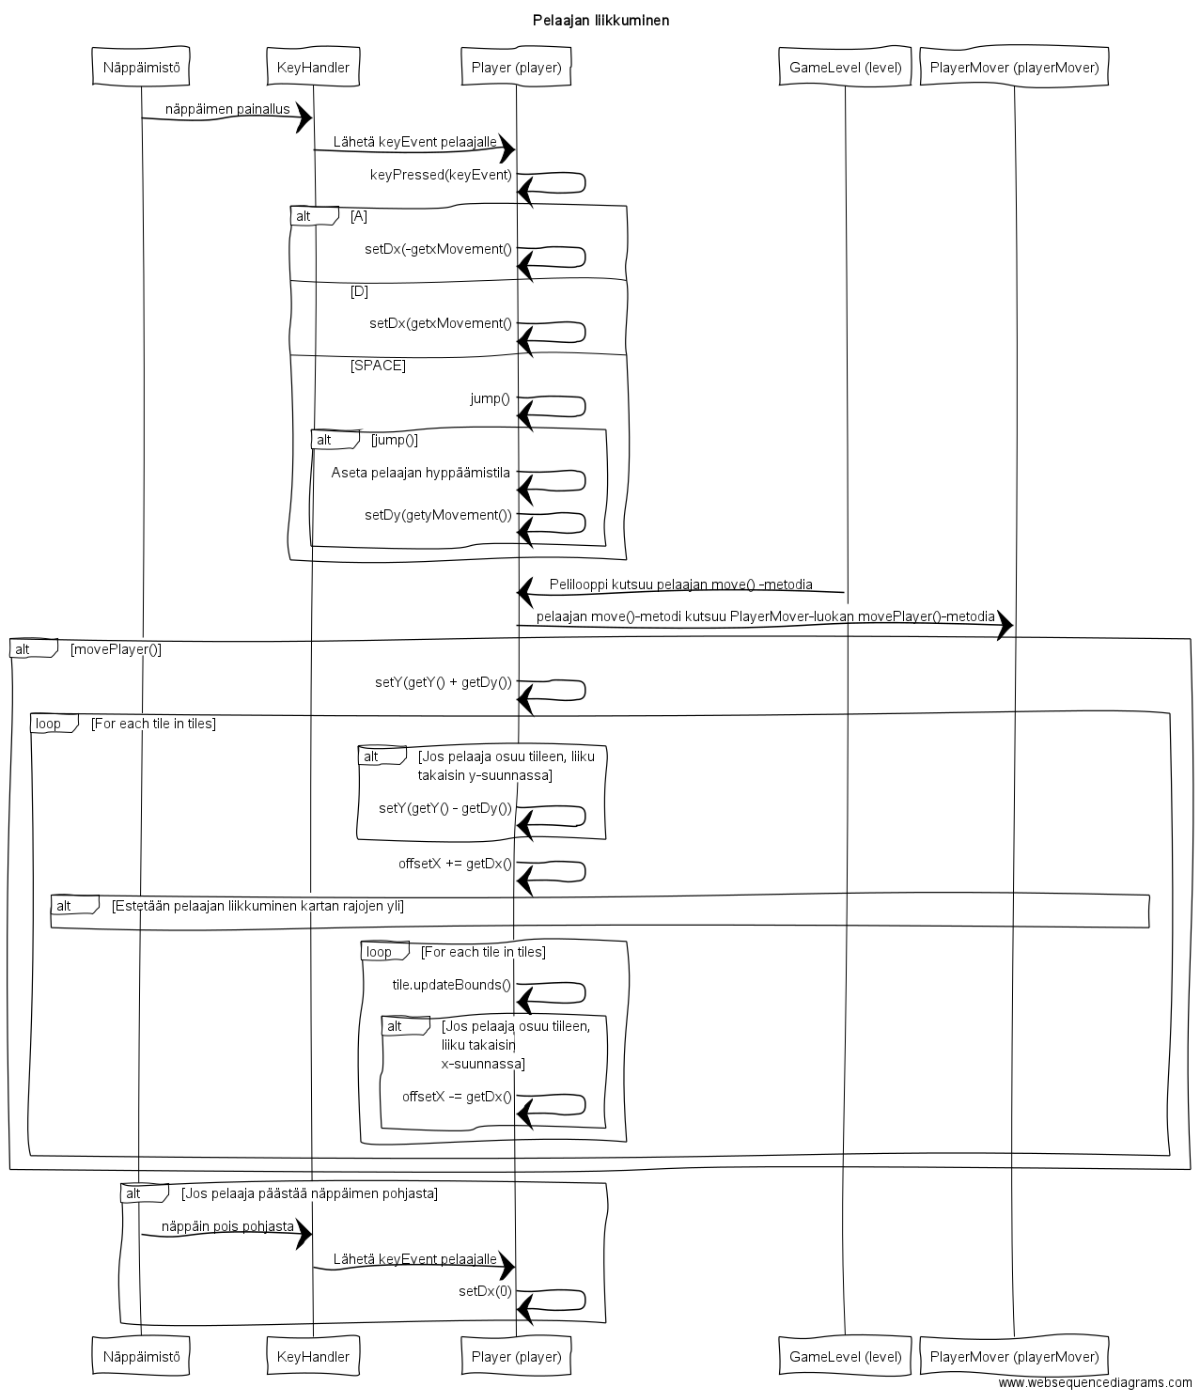 Pelaajan liikkuminen
Näppäimistö KeyHandler Player (player) GameLevel (level) PlayerMover (playerMover)
näppäimen painallus
Lähetä keyEvent pelaajalle
keyPressed(keyEvent)
alt [A]
setDx(-getxMovement()
[D]
setDx(getxMovement()
[SPACE]
jump()
alt [jump()]
Aseta pelaajan hyppäämistila
setDy(getyMovement())
Pelilooppi kutsuu pelaajan move() -metodia
pelaajan move()-metodi kutsuu PlayerMover-luokan movePlayer()-metodia
alt [movePlayer()]
setY(getY() + getDy())
loop [For each tile in tiles]
alt [Jos pelaaja osuu tiileen, liiku
takaisin y-suunnassa]
setY(getY() - getDy())
offsetX += getDx()
alt [Estetään pelaajan liikkuminen kartan rajojen yli]
loop [For each tile in tiles]
tile.updateBounds()
alt [Jos pelaaja osuu tiileen,
liiku takaisin
x-suunnassa]
offsetX -= getDx()
alt [Jos pelaaja päästää näppäimen pohjasta]
näppäin pois pohjasta
Lähetä keyEvent pelaajalle
setDx(0)
Näppäimistö KeyHandler Player (player) GameLevel (level) PlayerMover (playerMover)
www.websequencediagrams.com